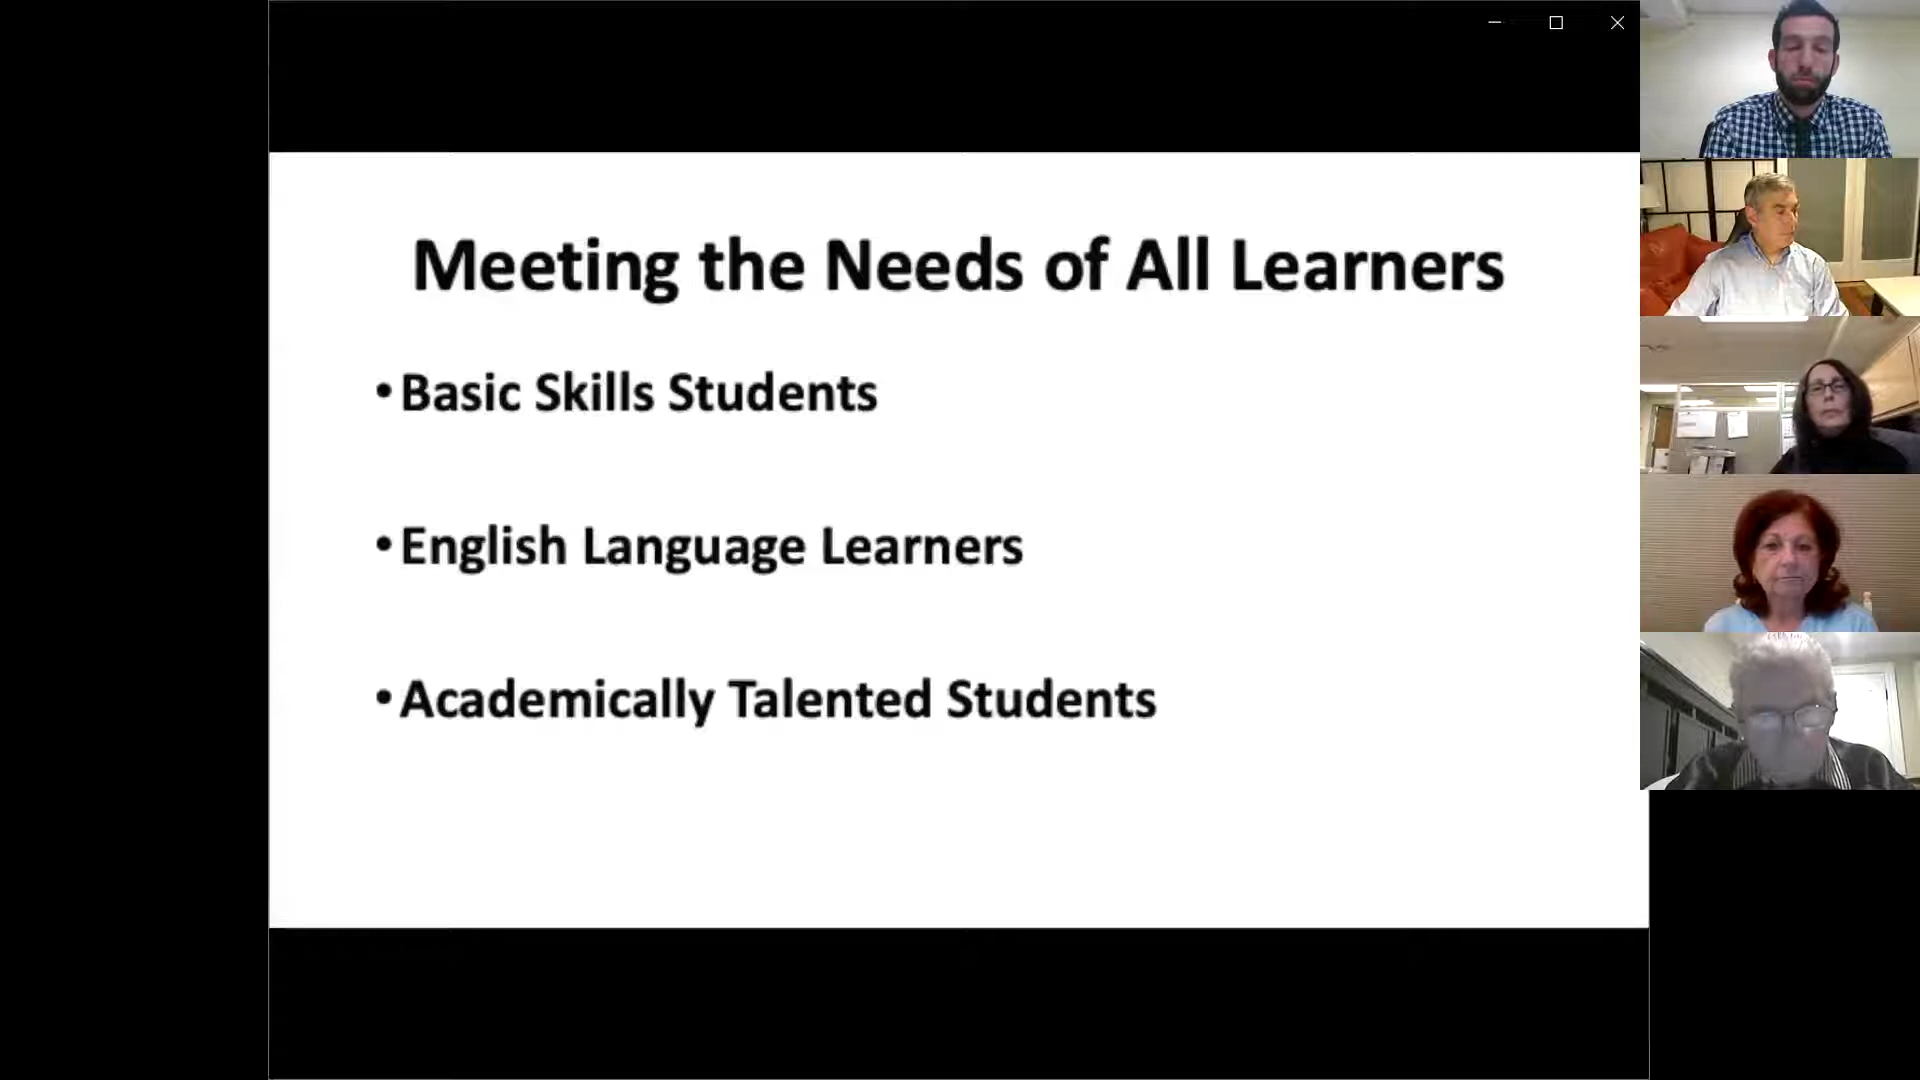 Meeting the Needs of All Learners
• Basic Skills Students
• English Language Learners
• Academically Talented Students